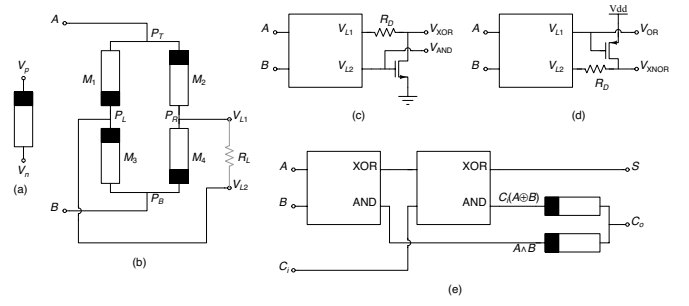 V_p
V_n
(a)
A
P_T
M_1
M_2
P_L
P_R
V_L1
M_3
M_4
R_L
V_L2
B
P_B
(b)
A
V_L1
R_D
V_XOR
V_AND
B
V_L2
(c)
Vdd
A
V_L1
V_OR
B
V_L2
R_D
V_XNOR
(d)
A
XOR
XOR
S
B
AND
AND
C_i(A⊕B)
C_o
A∧B
C_i
(e)